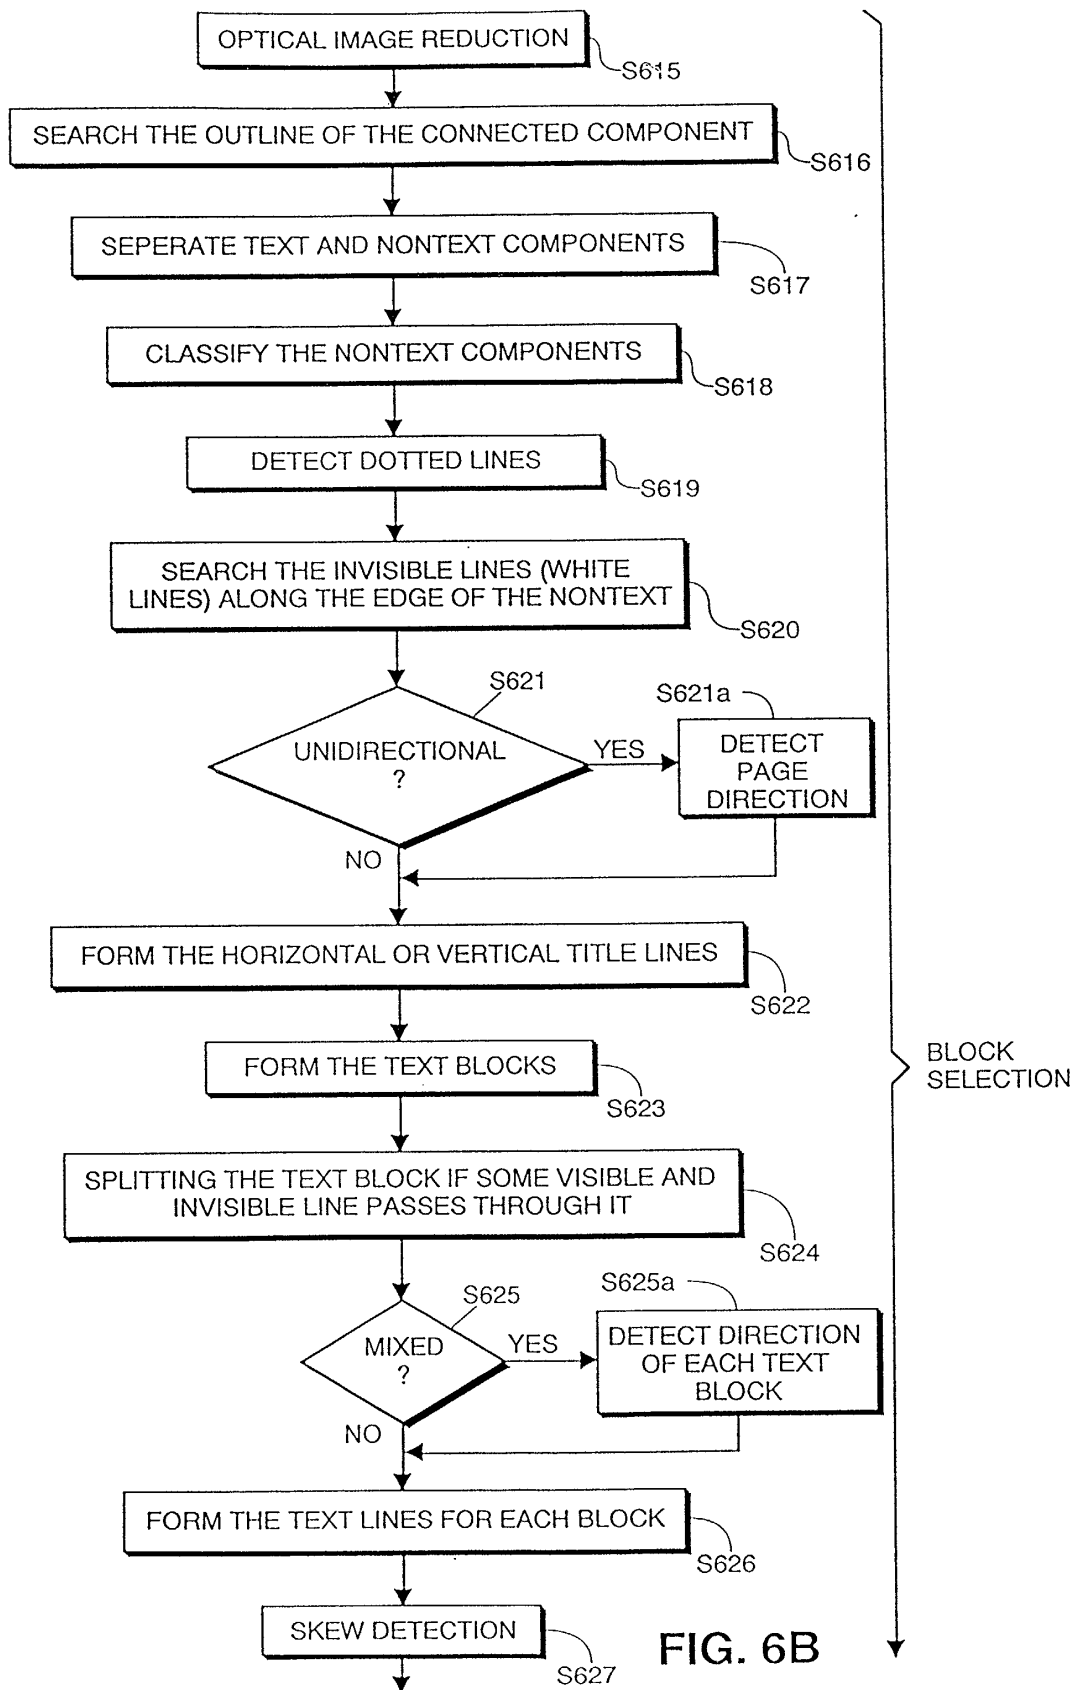 OPTICAL IMAGE REDUCTION
S615
SEARCH THE OUTLINE OF THE CONNECTED COMPONENT
S616
SEPERATE TEXT AND NONTEXT COMPONENTS
S617
CLASSIFY THE NONTEXT COMPONENTS
S618
DETECT DOTTED LINES
S619
SEARCH THE INVISIBLE LINES (WHITE
LINES) ALONG THE EDGE OF THE NONTEXT
S620
S621
UNIDIRECTIONAL
?
YES
S621a
DETECT
PAGE
DIRECTION
NO
FORM THE HORIZONTAL OR VERTICAL TITLE LINES
S622
FORM THE TEXT BLOCKS
S623
BLOCK
SELECTION
SPLITTING THE TEXT BLOCK IF SOME VISIBLE AND
INVISIBLE LINE PASSES THROUGH IT
S624
S625
MIXED
?
YES
S625a
DETECT DIRECTION
OF EACH TEXT
BLOCK
NO
FORM THE TEXT LINES FOR EACH BLOCK
S626
SKEW DETECTION
S627
FIG. 6B